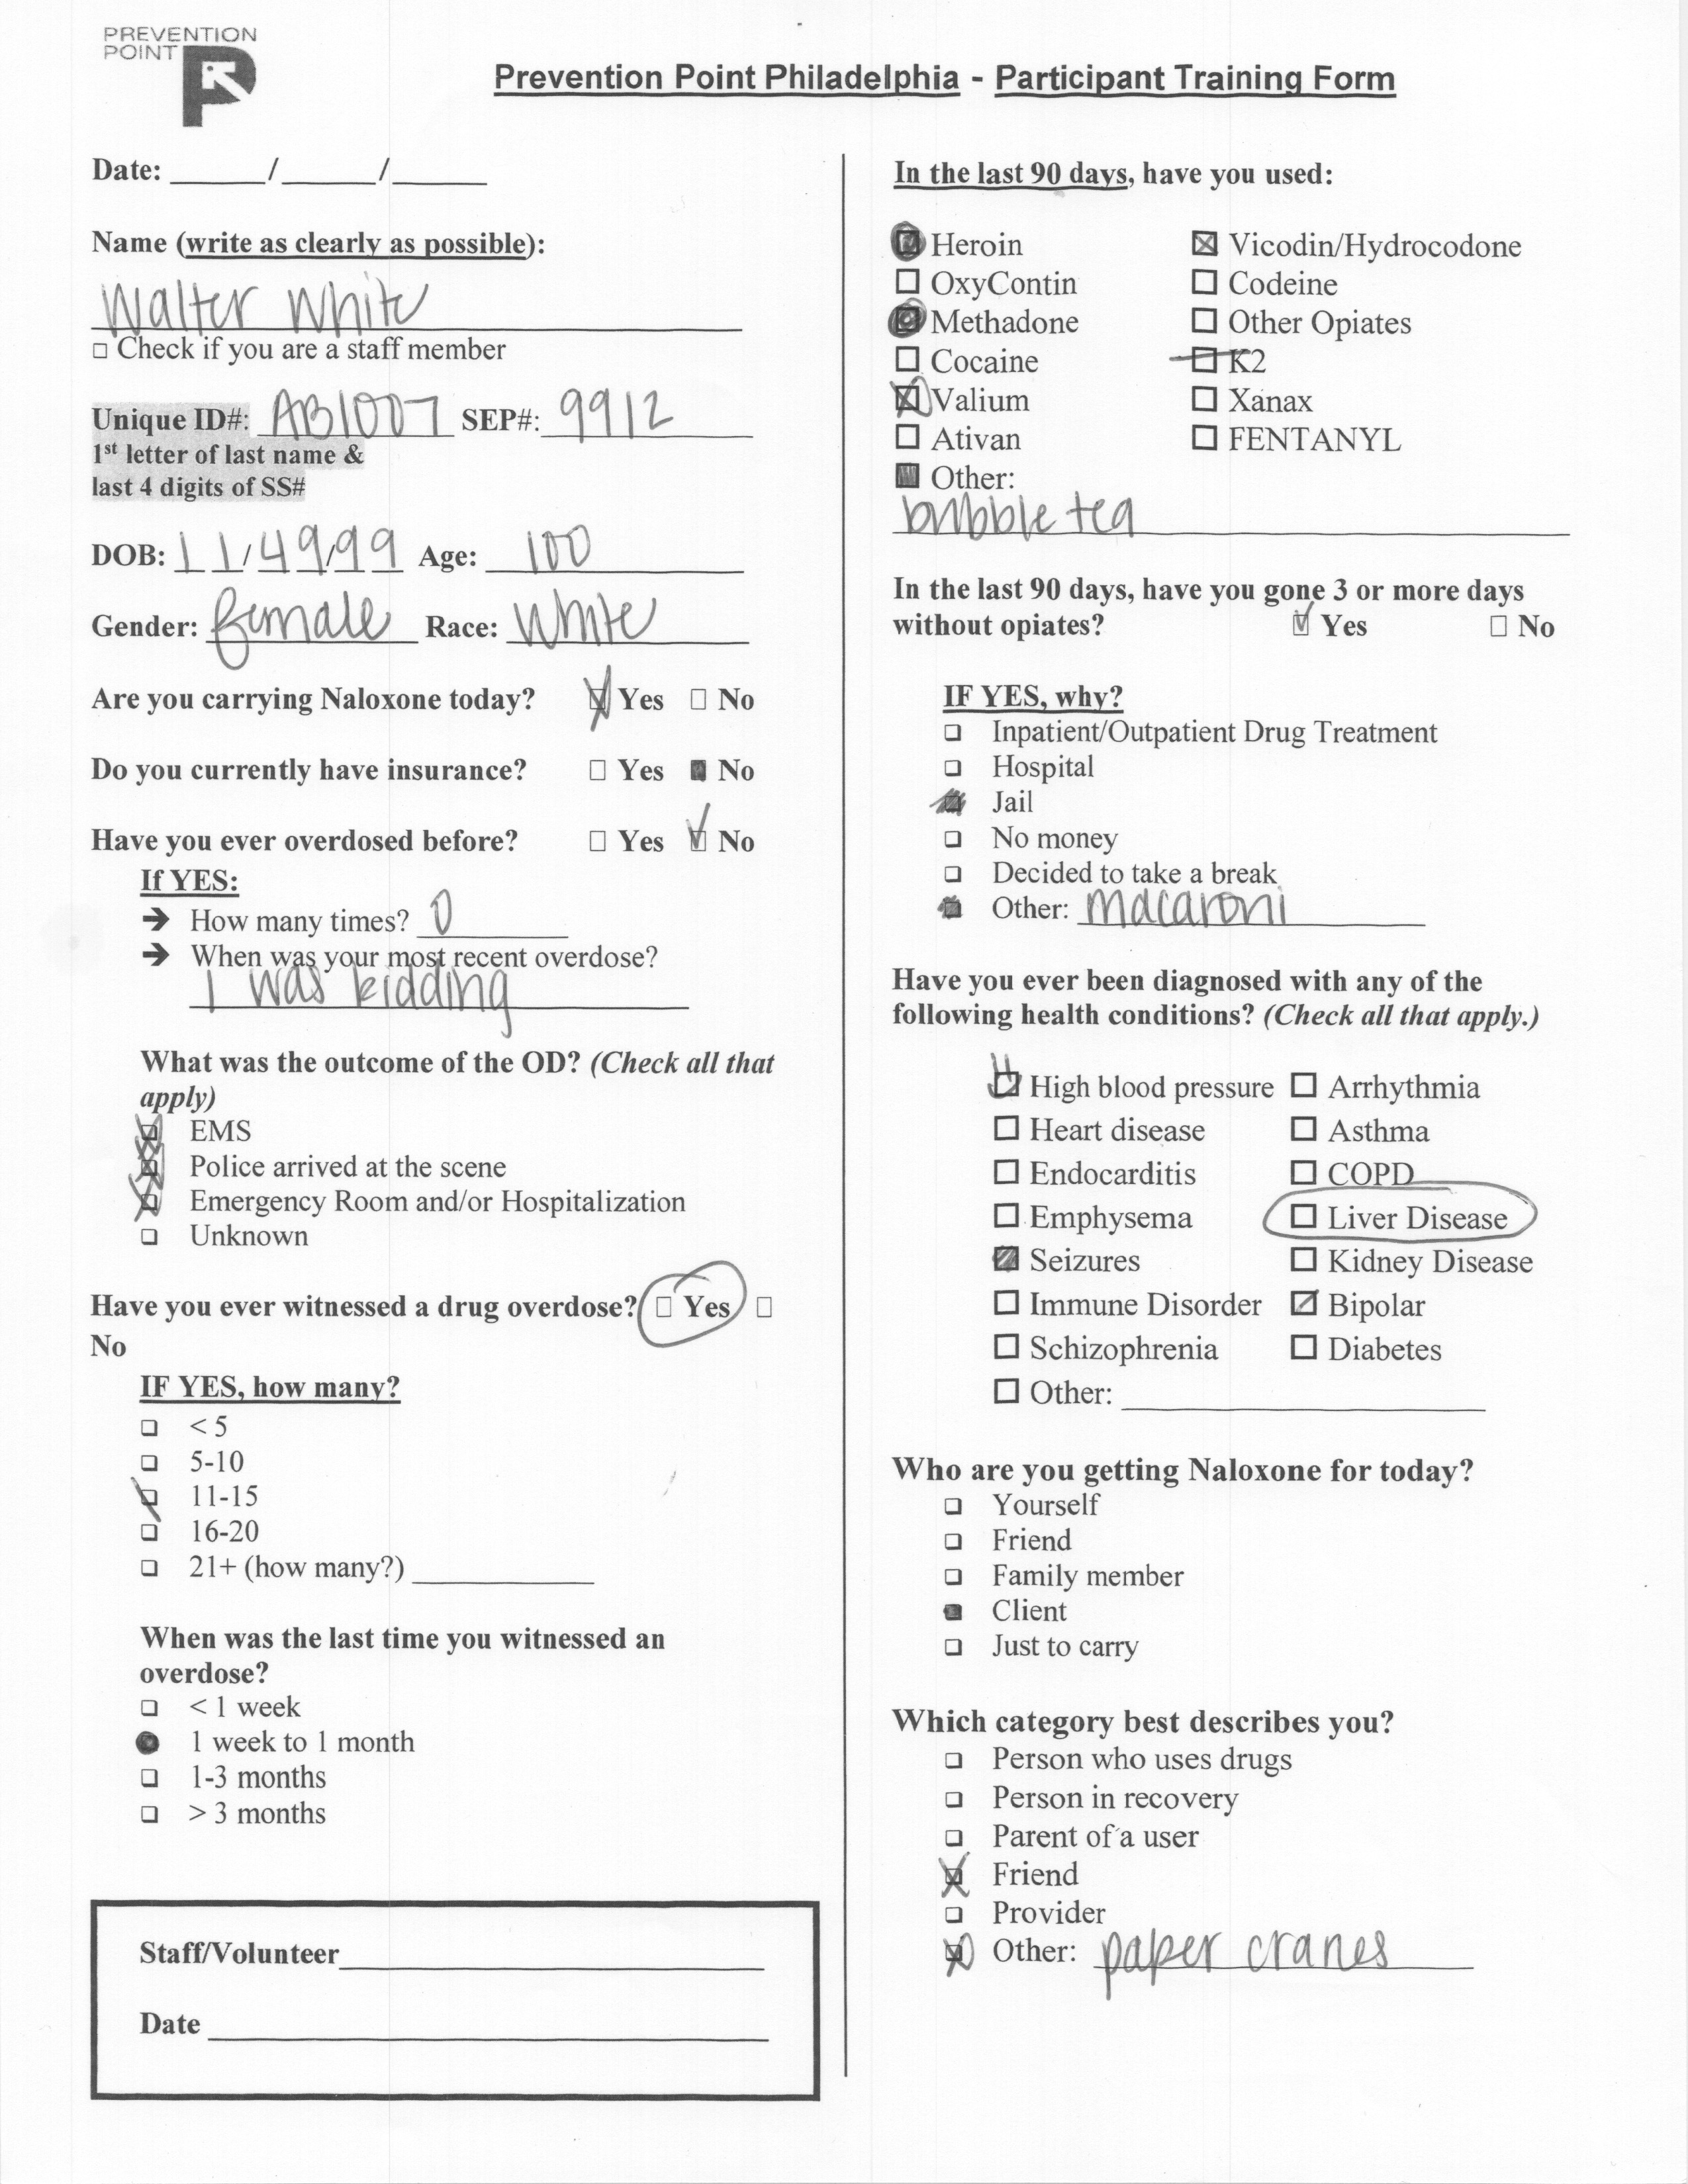 PREVENTION
POINT
Prevention Point Philadelphia - Participant Training Form
Date: ______/______/______
Name (write as clearly as possible):
Walter White
☐ Check if you are a staff member
Unique ID#: AB1007 SEP#: 9912
1st letter of last name &
last 4 digits of SS#
DOB: 11/49/99 Age: 100
Gender: female Race: White
Are you carrying Naloxone today? ☒ Yes ☐ No
Do you currently have insurance? ☐ Yes ☒ No
Have you ever overdosed before? ☐ Yes ☑ No
If YES:
➔ How many times? 0
➔ When was your most recent overdose?
I was kidding
What was the outcome of the OD? (Check all that
apply)
☒ EMS
☒ Police arrived at the scene
☒ Emergency Room and/or Hospitalization
☐ Unknown
Have you ever witnessed a drug overdose? ☐ Yes ☐
No
IF YES, how many?
☐ < 5
☐ 5-10
☒ 11-15
☐ 16-20
☐ 21+ (how many?) __________
When was the last time you witnessed an
overdose?
☐ < 1 week
☒ 1 week to 1 month
☐ 1-3 months
☐ > 3 months
Staff/Volunteer__________
Date __________
In the last 90 days, have you used:
☒ Heroin ☒ Vicodin/Hydrocodone
☐ OxyContin ☐ Codeine
☒ Methadone ☐ Other Opiates
☐ Cocaine ☐ K2
☒ Valium ☐ Xanax
☐ Ativan ☐ FENTANYL
☒ Other:
bubble tea
In the last 90 days, have you gone 3 or more days
without opiates? ☑ Yes ☐ No
IF YES, why?
☐ Inpatient/Outpatient Drug Treatment
☐ Hospital
☒ Jail
☐ No money
☐ Decided to take a break
☒ Other: macaroni
Have you ever been diagnosed with any of the
following health conditions? (Check all that apply.)
☑ High blood pressure ☐ Arrhythmia
☐ Heart disease ☐ Asthma
☐ Endocarditis ☐ COPD
☐ Emphysema ☐ Liver Disease
☒ Seizures ☐ Kidney Disease
☐ Immune Disorder ☑ Bipolar
☐ Schizophrenia ☐ Diabetes
☐ Other: __________
Who are you getting Naloxone for today?
☐ Yourself
☐ Friend
☐ Family member
☒ Client
☐ Just to carry
Which category best describes you?
☐ Person who uses drugs
☐ Person in recovery
☐ Parent of a user
☒ Friend
☐ Provider
☒ Other: paper cranes